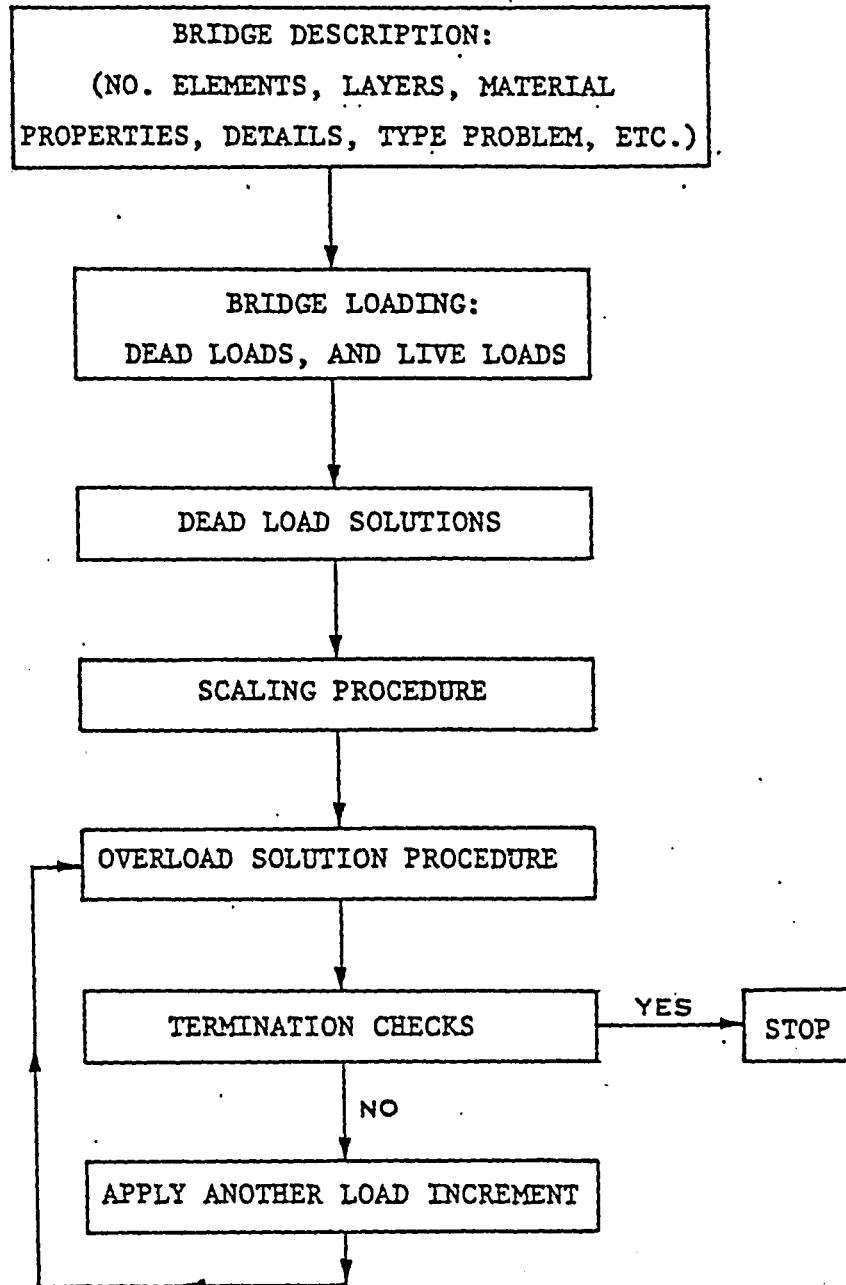 BRIDGE DESCRIPTION:
(NO. ELEMENTS, LAYERS, MATERIAL
PROPERTIES, DETAILS, TYPE PROBLEM, ETC.)
BRIDGE LOADING:
DEAD LOADS, AND LIVE LOADS
DEAD LOAD SOLUTIONS
SCALING PROCEDURE
OVERLOAD SOLUTION PROCEDURE
TERMINATION CHECKS
YES
STOP
NO
APPLY ANOTHER LOAD INCREMENT